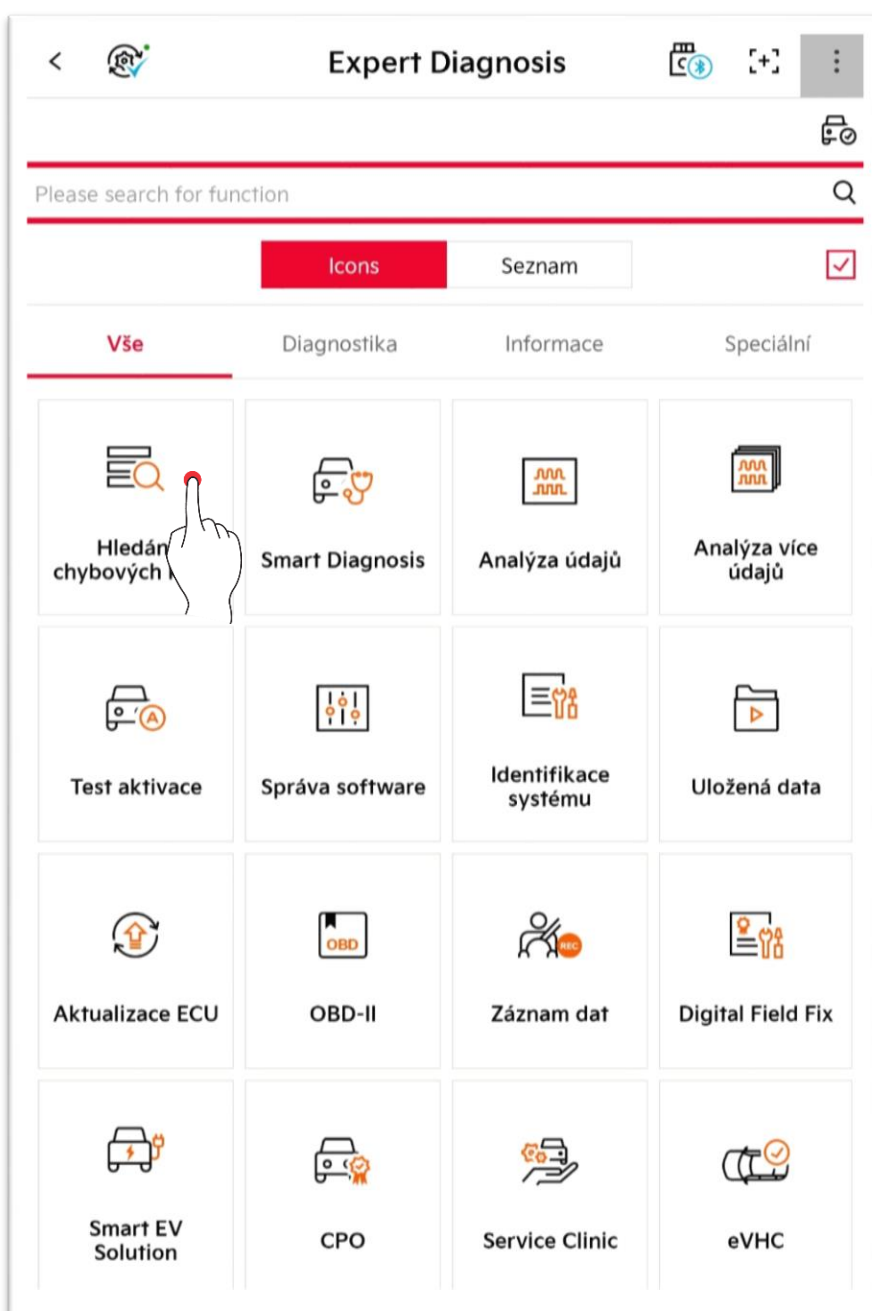 Expert Diagnosis
Please search for function
Icons Seznam
Vše Diagnostika Informace Speciální
Smart Diagnosis Analýza údajů Analýza více
chybových údajů
Test aktivace Správa software Identifikace
systému Uložená data
OBD REC
Aktualizace ECU OBD-II Záznam dat Digital Field Fix
Smart EV
Solution CPO Service Clinic eVHC